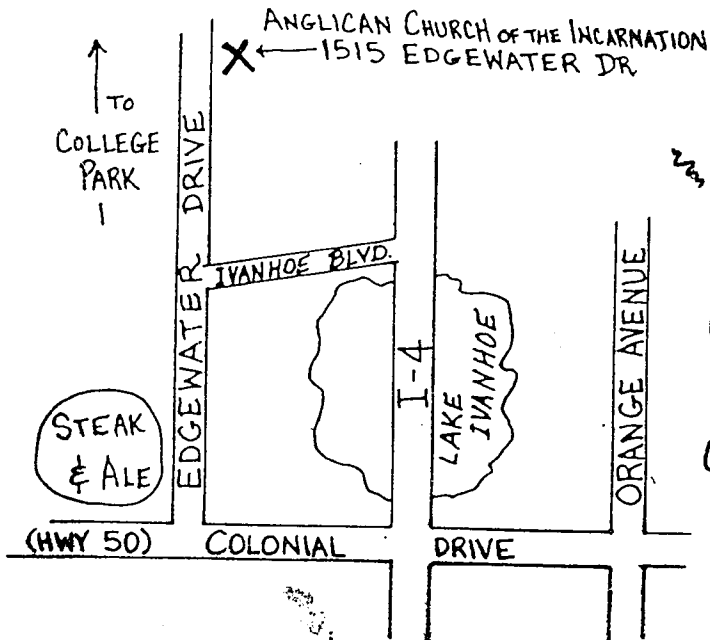 ANGLICAN CHURCH OF THE INCARNATION
1515 EDGEWATER DR
TO
COLLEGE
PARK
EDGEWATER DRIVE
IVANHOE BLVD.
I-4
LAKE
IVANHOE
ORANGE AVENUE
STEAK
& ALE
(HWY 50) COLONIAL DRIVE